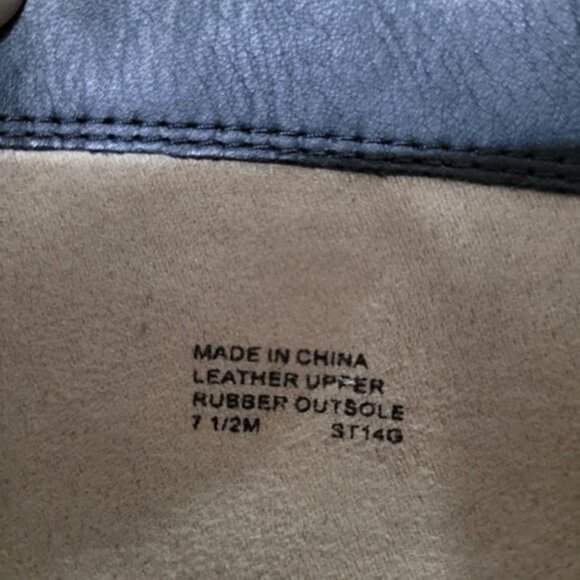 MADE IN CHINA
LEATHER UPPER
RUBBER OUTSOLE
7 1/2M ST14G